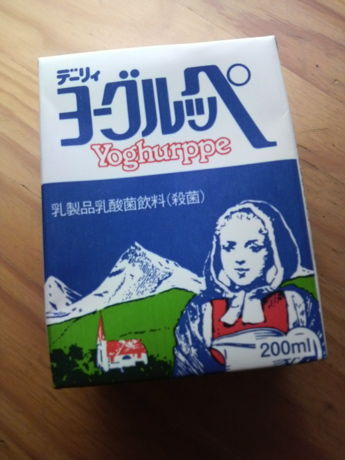 デーリィ
ヨーグルッペ
Yoghurppe
乳製品乳酸菌飲料(殺菌)
200ml